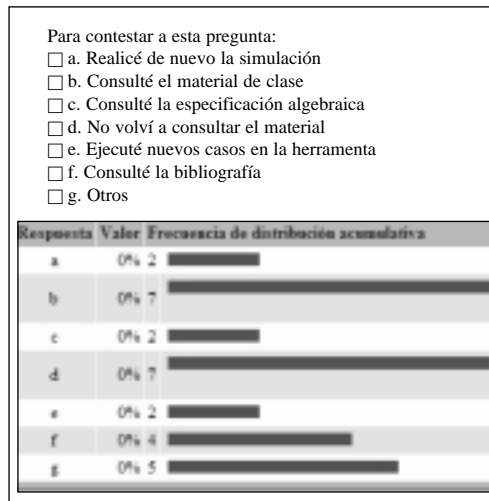 Para contestar a esta pregunta:
□ a. Realicé de nuevo la simulación
□ b. Consulté el material de clase
□ c. Consulté la especificación algebraica
□ d. No volví a consultar el material
□ e. Ejecuté nuevos casos en la herramenta
□ f. Consulté la bibliografía
□ g. Otros
Respuesta Valor Frecuencia de distribución acumulativa
a 0% 2
b 0% 7
c 0% 2
d 0% 7
e 0% 2
f 0% 4
g 0% 5